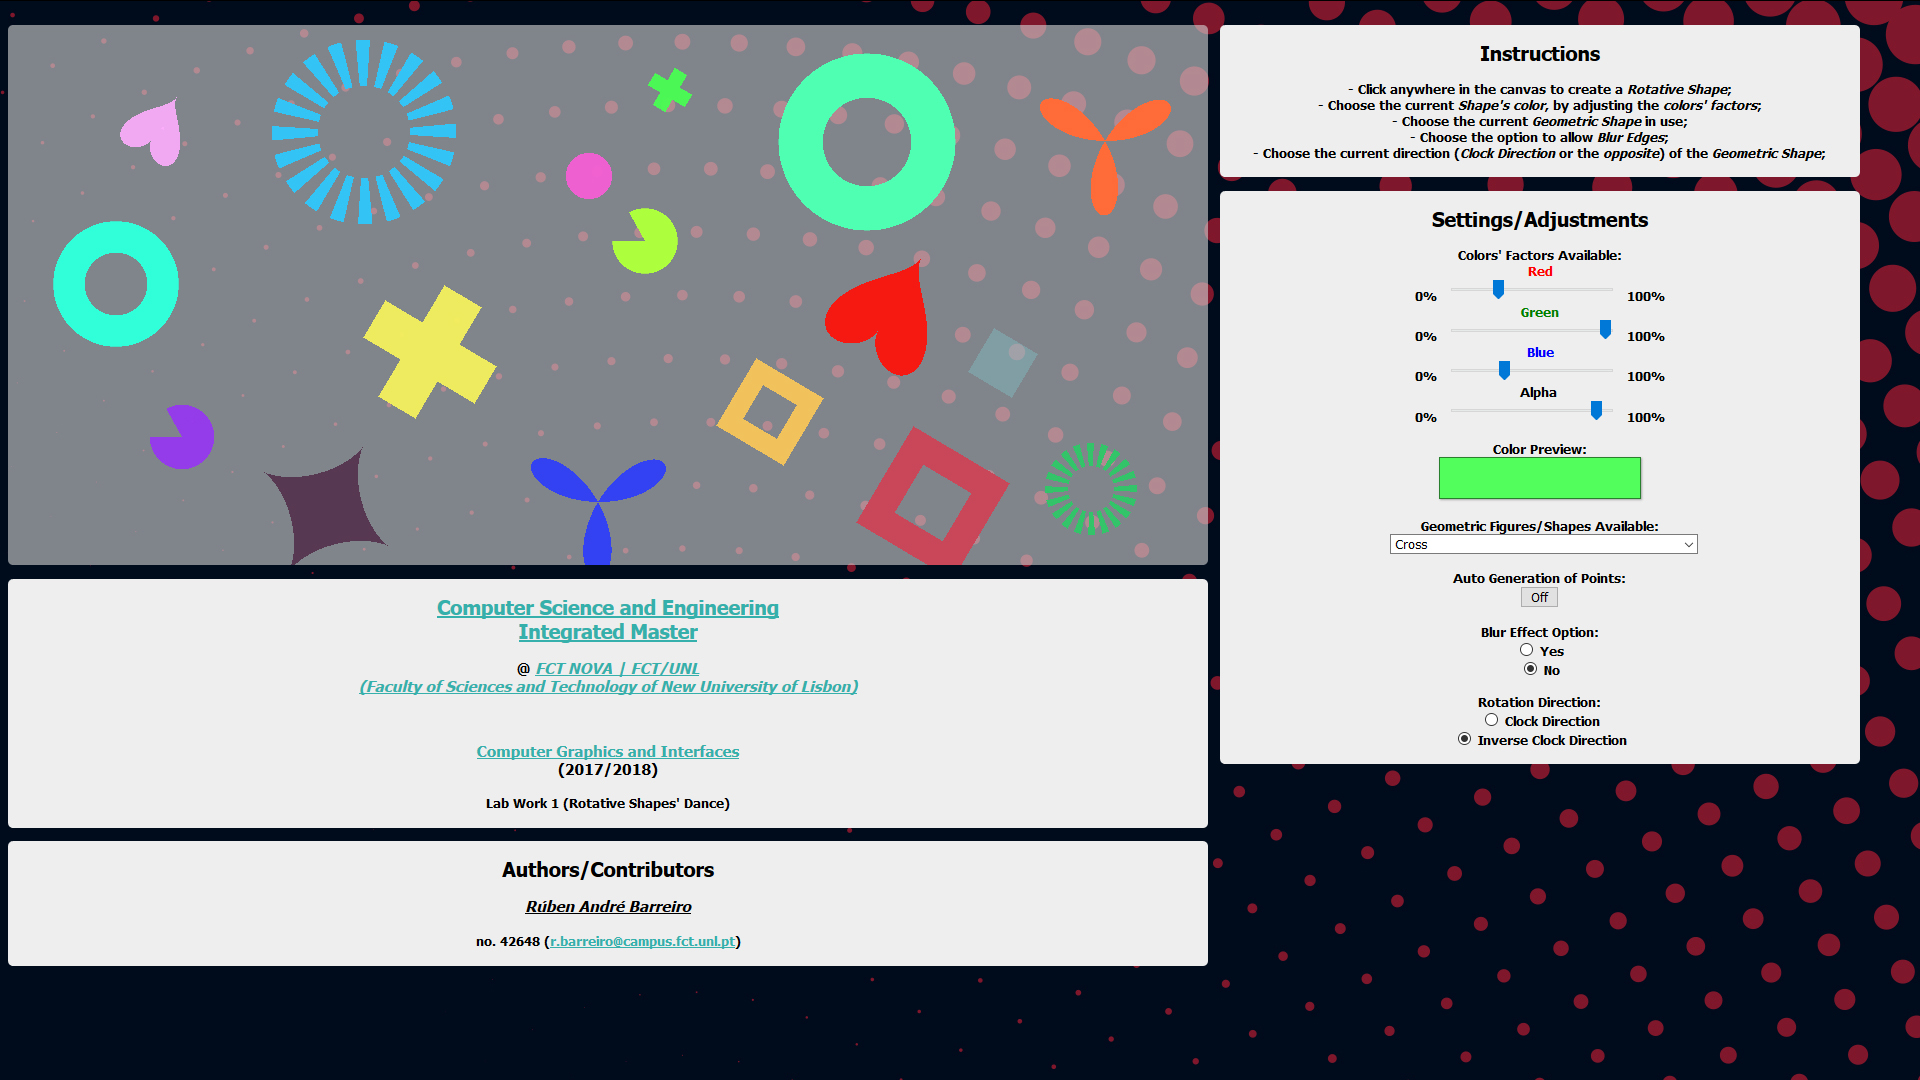 Computer Science and Engineering
Integrated Master
@ FCT NOVA | FCT/UNL
(Faculty of Sciences and Technology of New University of Lisbon)
Computer Graphics and Interfaces
(2017/2018)
Lab Work 1 (Rotative Shapes' Dance)
Authors/Contributors
Rúben André Barreiro
no. 42648 (r.barreiro@campus.fct.unl.pt)
Instructions
- Click anywhere in the canvas to create a Rotative Shape;
- Choose the current Shape's color, by adjusting the colors' factors;
- Choose the current Geometric Shape in use;
- Choose the option to allow Blur Edges;
- Choose the current direction (Clock Direction or the opposite) of the Geometric Shape;
Settings/Adjustments
Colors' Factors Available:
Red
0% 100%
Green
0% 100%
Blue
0% 100%
Alpha
0% 100%
Color Preview:
Geometric Figures/Shapes Available:
Cross
Auto Generation of Points:
Off
Blur Effect Option:
Yes
No
Rotation Direction:
Clock Direction
Inverse Clock Direction